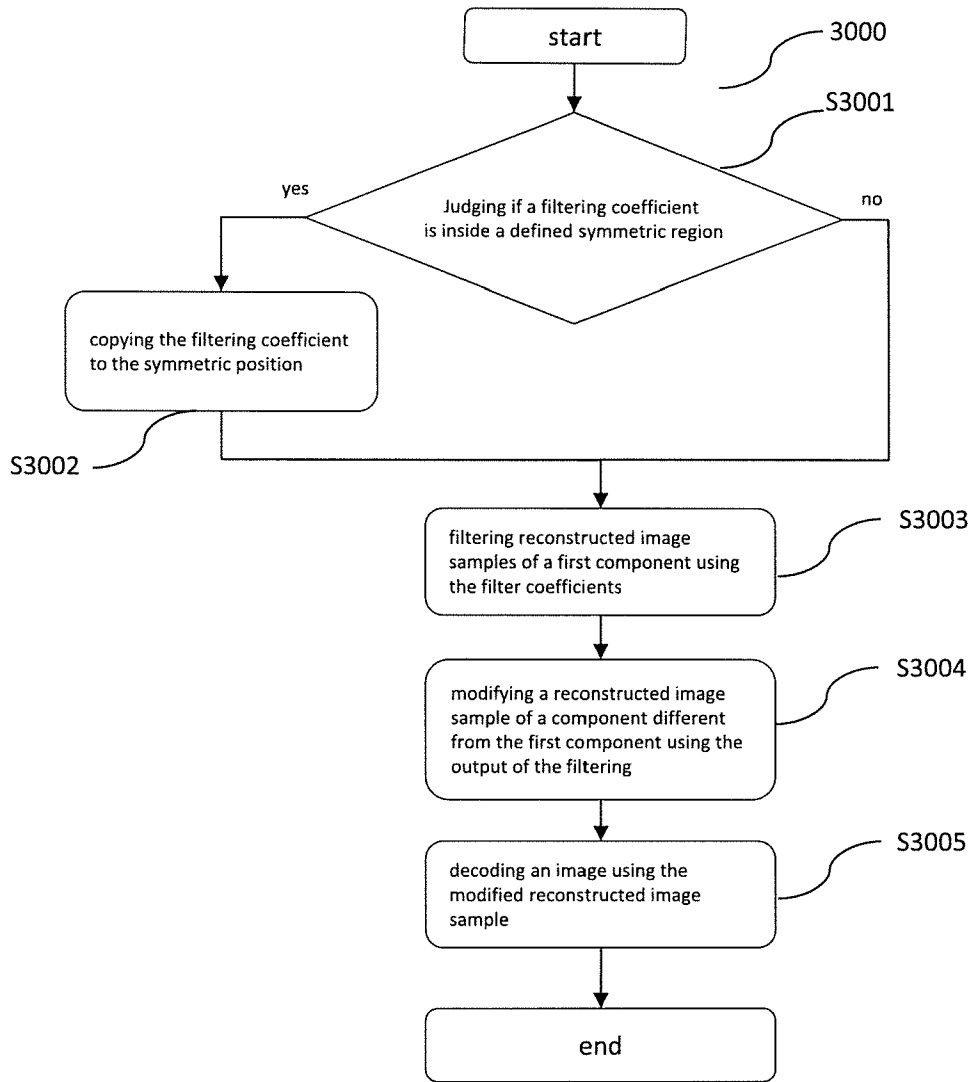 start
3000
S3001
yes
no
Judging if a filtering coefficient
is inside a defined symmetric region
copying the filtering coefficient
to the symmetric position
S3002
filtering reconstructed image
samples of a first component using
the filter coefficients
S3003
modifying a reconstructed image
sample of a component different
from the first component using the
output of the filtering
S3004
decoding an image using the
modified reconstructed image
sample
S3005
end